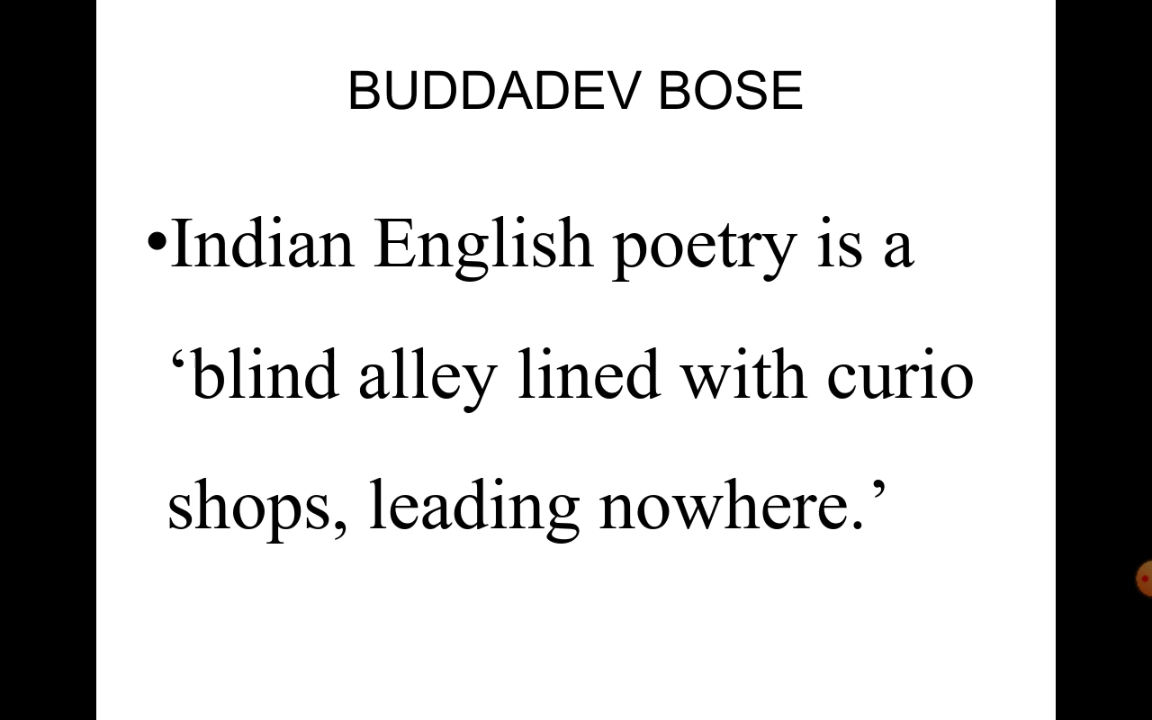 BUDDADEV BOSE
•Indian English poetry is a
‘blind alley lined with curio
shops, leading nowhere.’